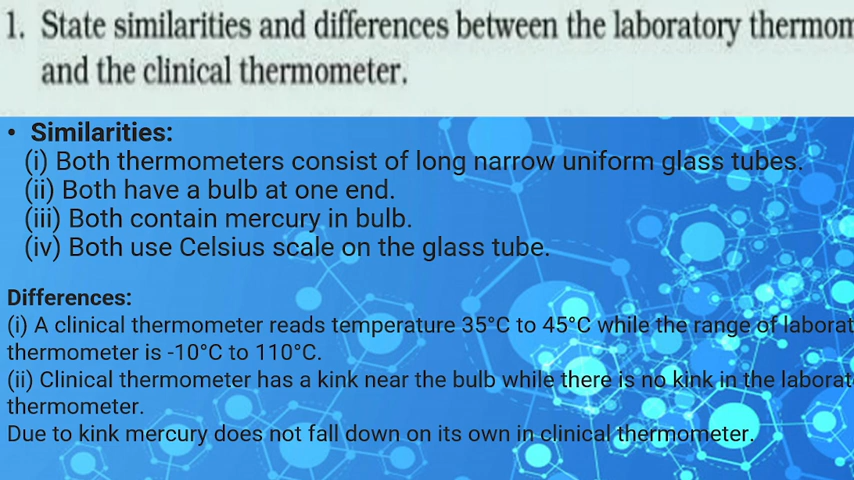 1. State similarities and differences between the laboratory thermom
and the clinical thermometer.
• Similarities:
(i) Both thermometers consist of long narrow uniform glass tubes.
(ii) Both have a bulb at one end.
(iii) Both contain mercury in bulb.
(iv) Both use Celsius scale on the glass tube.
Differences:
(i) A clinical thermometer reads temperature 35°C to 45°C while the range of laborat
thermometer is -10°C to 110°C.
(ii) Clinical thermometer has a kink near the bulb while there is no kink in the laborat
thermometer.
Due to kink mercury does not fall down on its own in clinical thermometer.